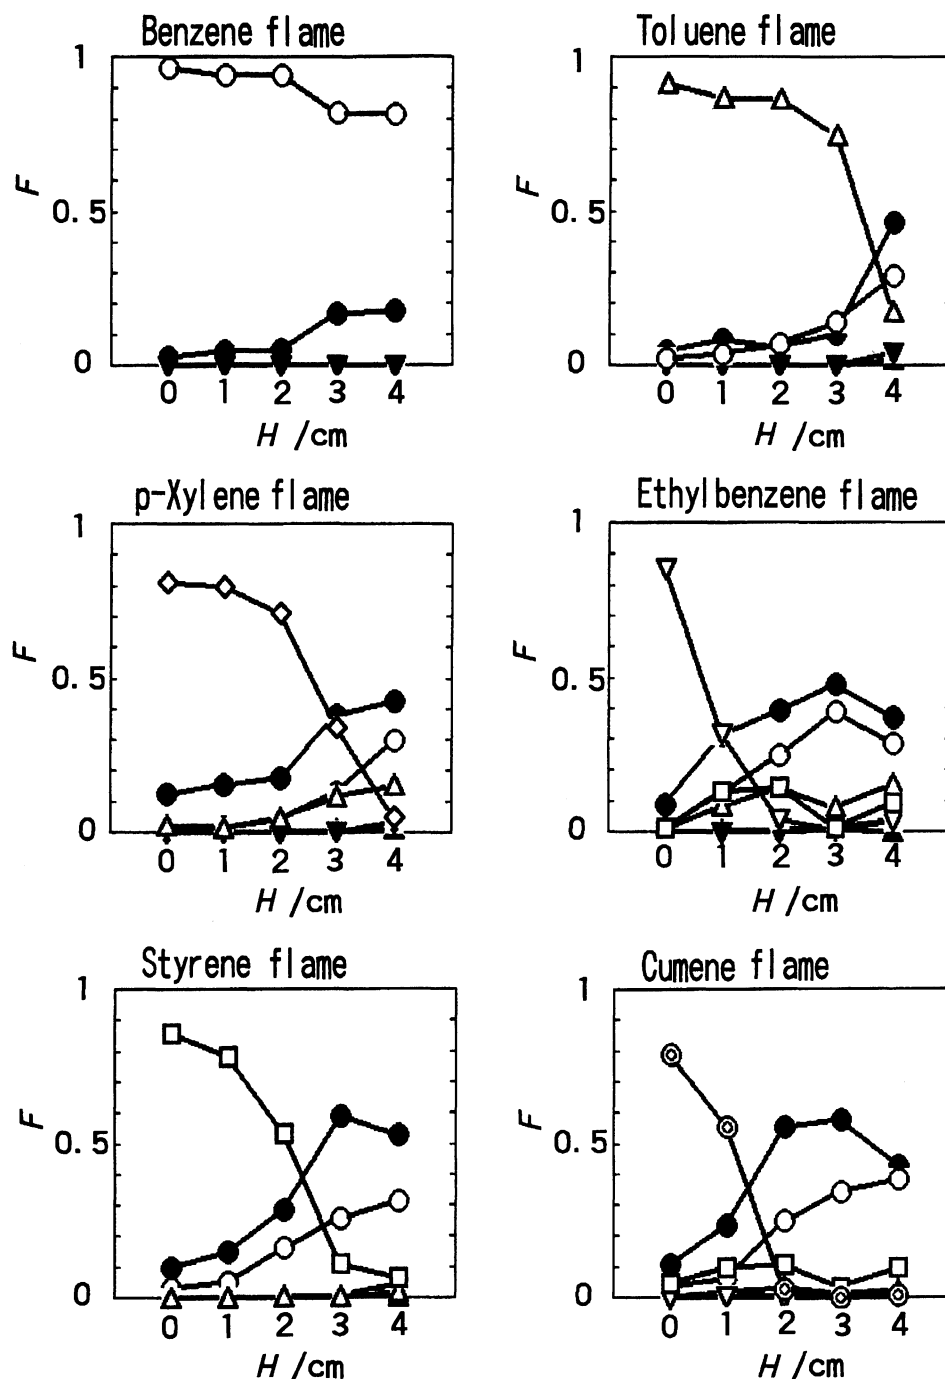 Benzene flame
1
F
0.5
0
0 1 2 3 4
H /cm
Toluene flame
1
F
0.5
0
0 1 2 3 4
H /cm
p-Xylene flame
1
F
0.5
0
0 1 2 3 4
H /cm
Ethylbenzene flame
1
F
0.5
0
0 1 2 3 4
H /cm
Styrene flame
1
F
0.5
0
0 1 2 3 4
H /cm
Cumene flame
1
F
0.5
0
0 1 2 3 4
H /cm